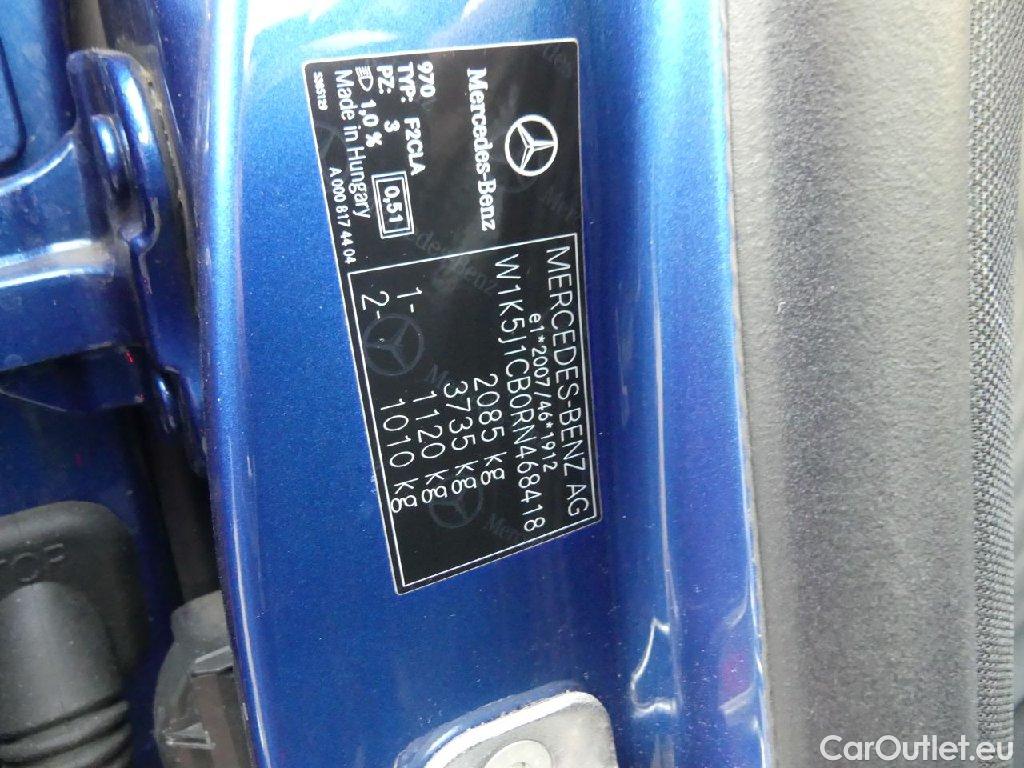 MERCEDES-BENZ AG
e1*2007/46*1912
W1K5J1CB0RN468418
2085 kg
3735 kg
1- 1120 kg
2- 1010 kg
Mercedes-Benz
970
TYP: F2CLA
PZ: 3 0,51
1,0 %
Made in Hungary
A 000 817 44 04
TOP
CarOutlet.eu